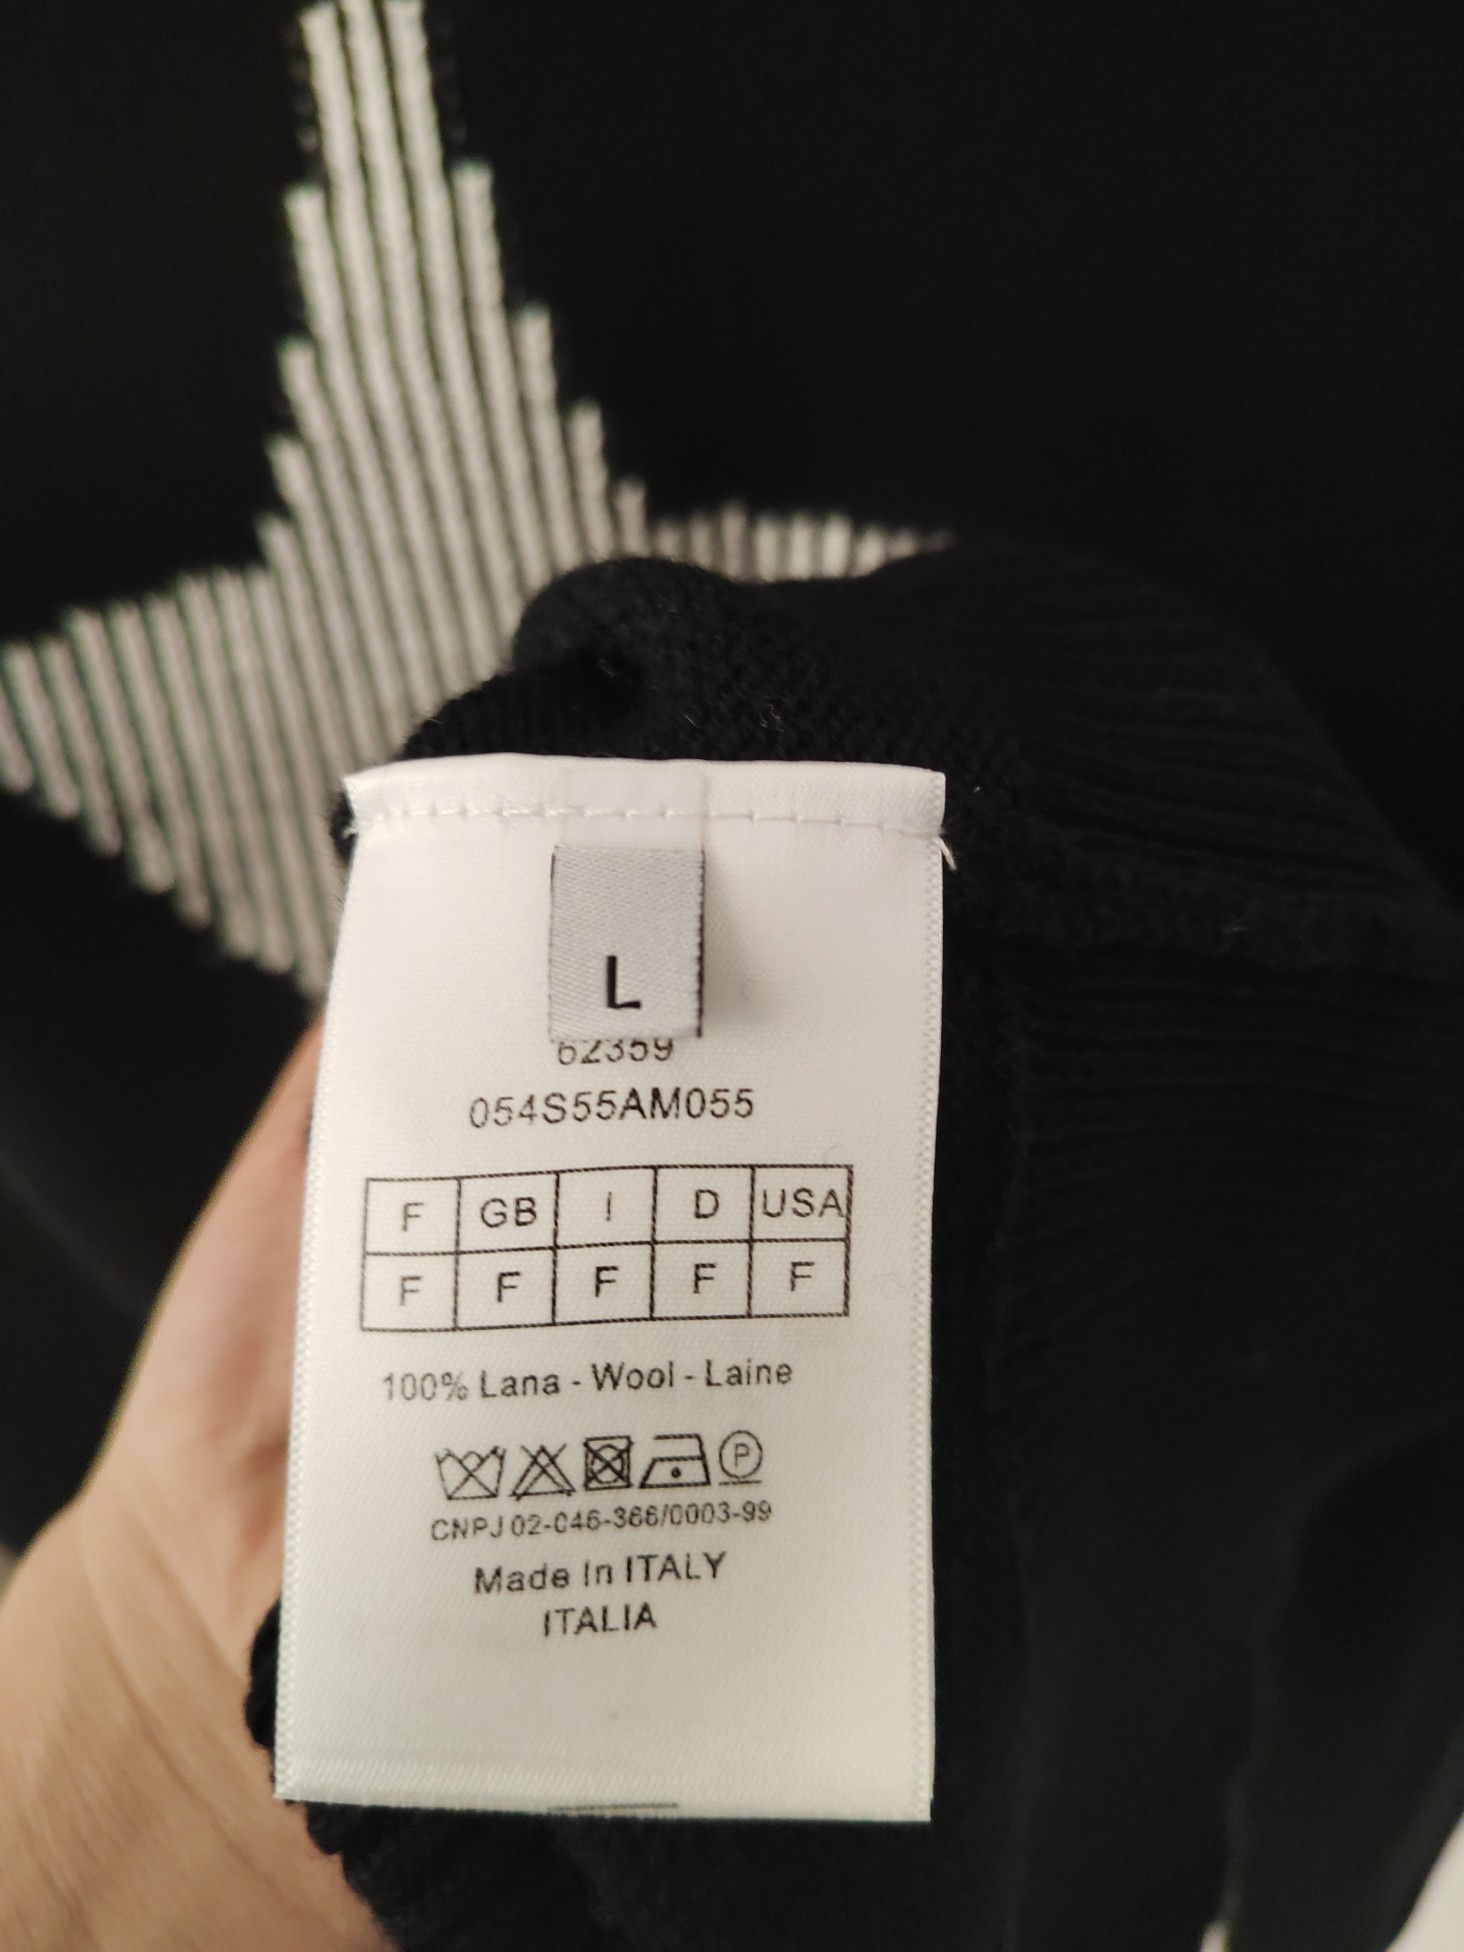 L
62359
054S55AM055
F GB I D USA
F F F F F
100% Lana - Wool - Laine
P
CNPJ 02-046-366/0003-99
Made In ITALY
ITALIA